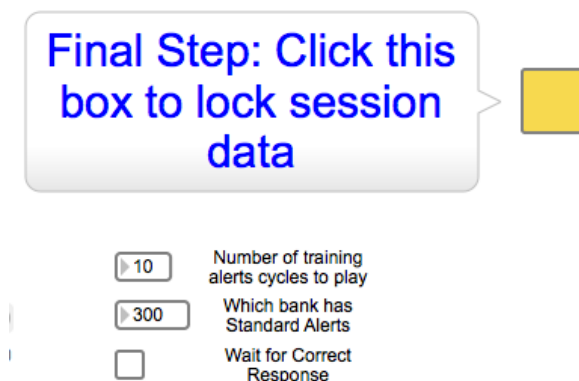 Final Step: Click this
box to lock session
data
10
Number of training
alerts cycles to play
300
Which bank has
Standard Alerts
Wait for Correct
Response